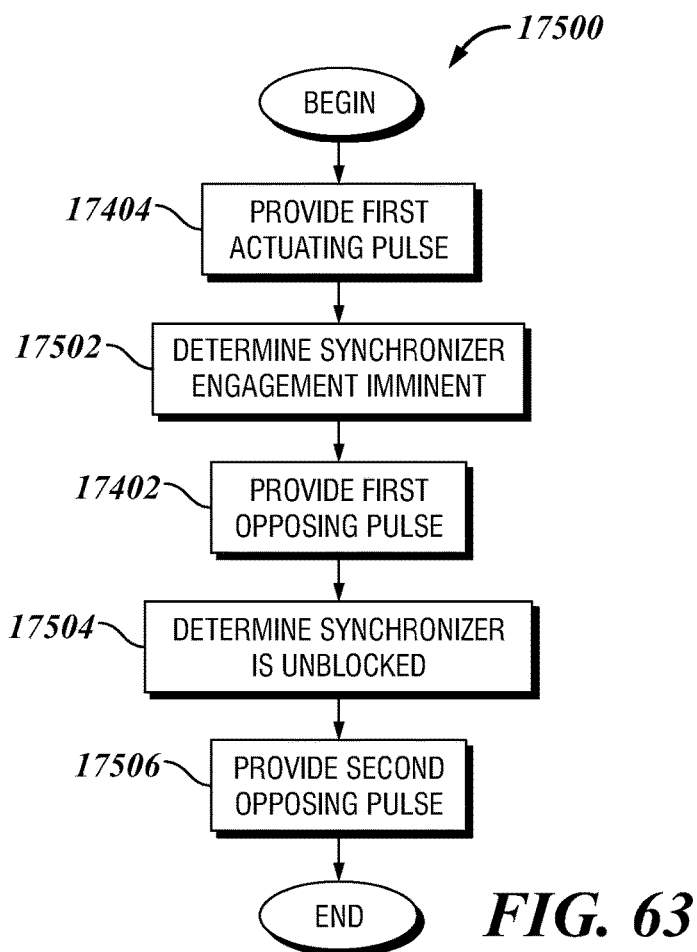 17500
BEGIN
17404
PROVIDE FIRST
ACTUATING PULSE
17502
DETERMINE SYNCHRONIZER
ENGAGEMENT IMMINENT
17402
PROVIDE FIRST
OPPOSING PULSE
17504
DETERMINE SYNCHRONIZER
IS UNBLOCKED
17506
PROVIDE SECOND
OPPOSING PULSE
END
FIG. 63